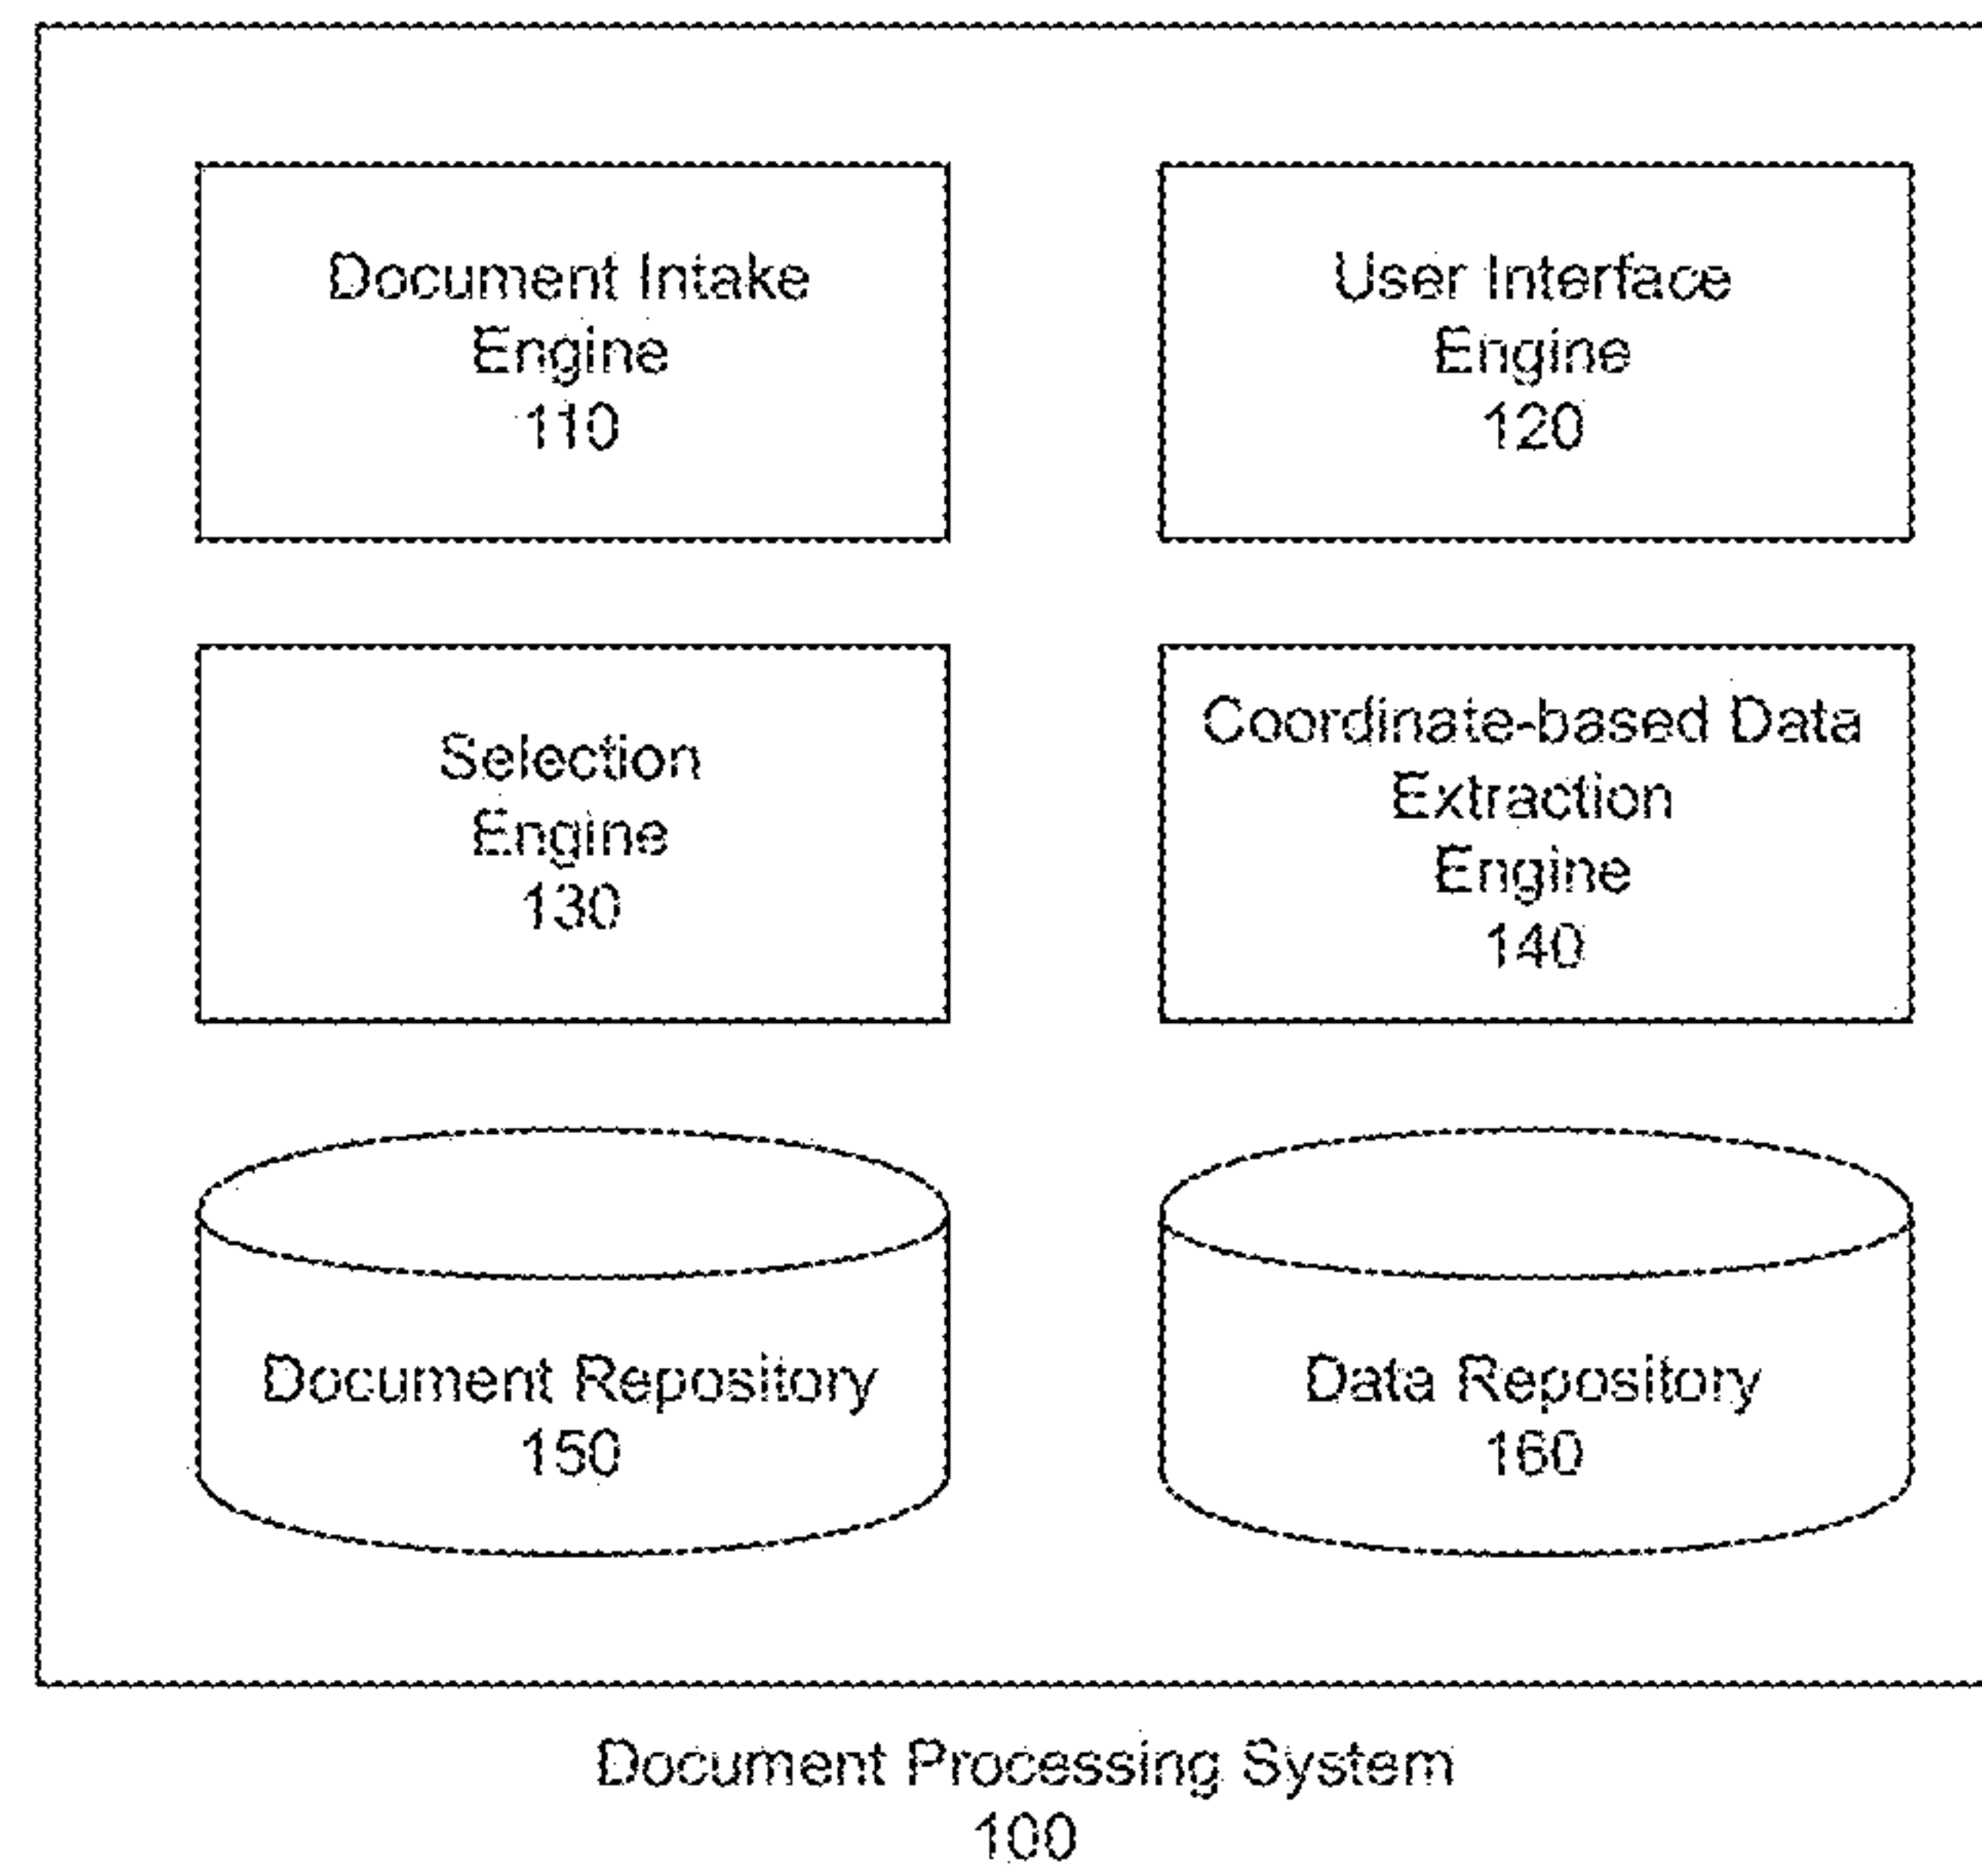 Document Intake
Engine
110
User Interface
Engine
120
Selection
Engine
130
Coordinate-based Data
Extraction
Engine
140
Document Repository
150
Data Repository
160
Document Processing System
100